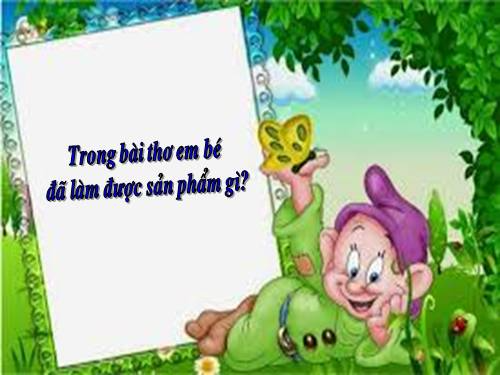 Trong bài thơ em bé
đã làm được sản phẩm gì?